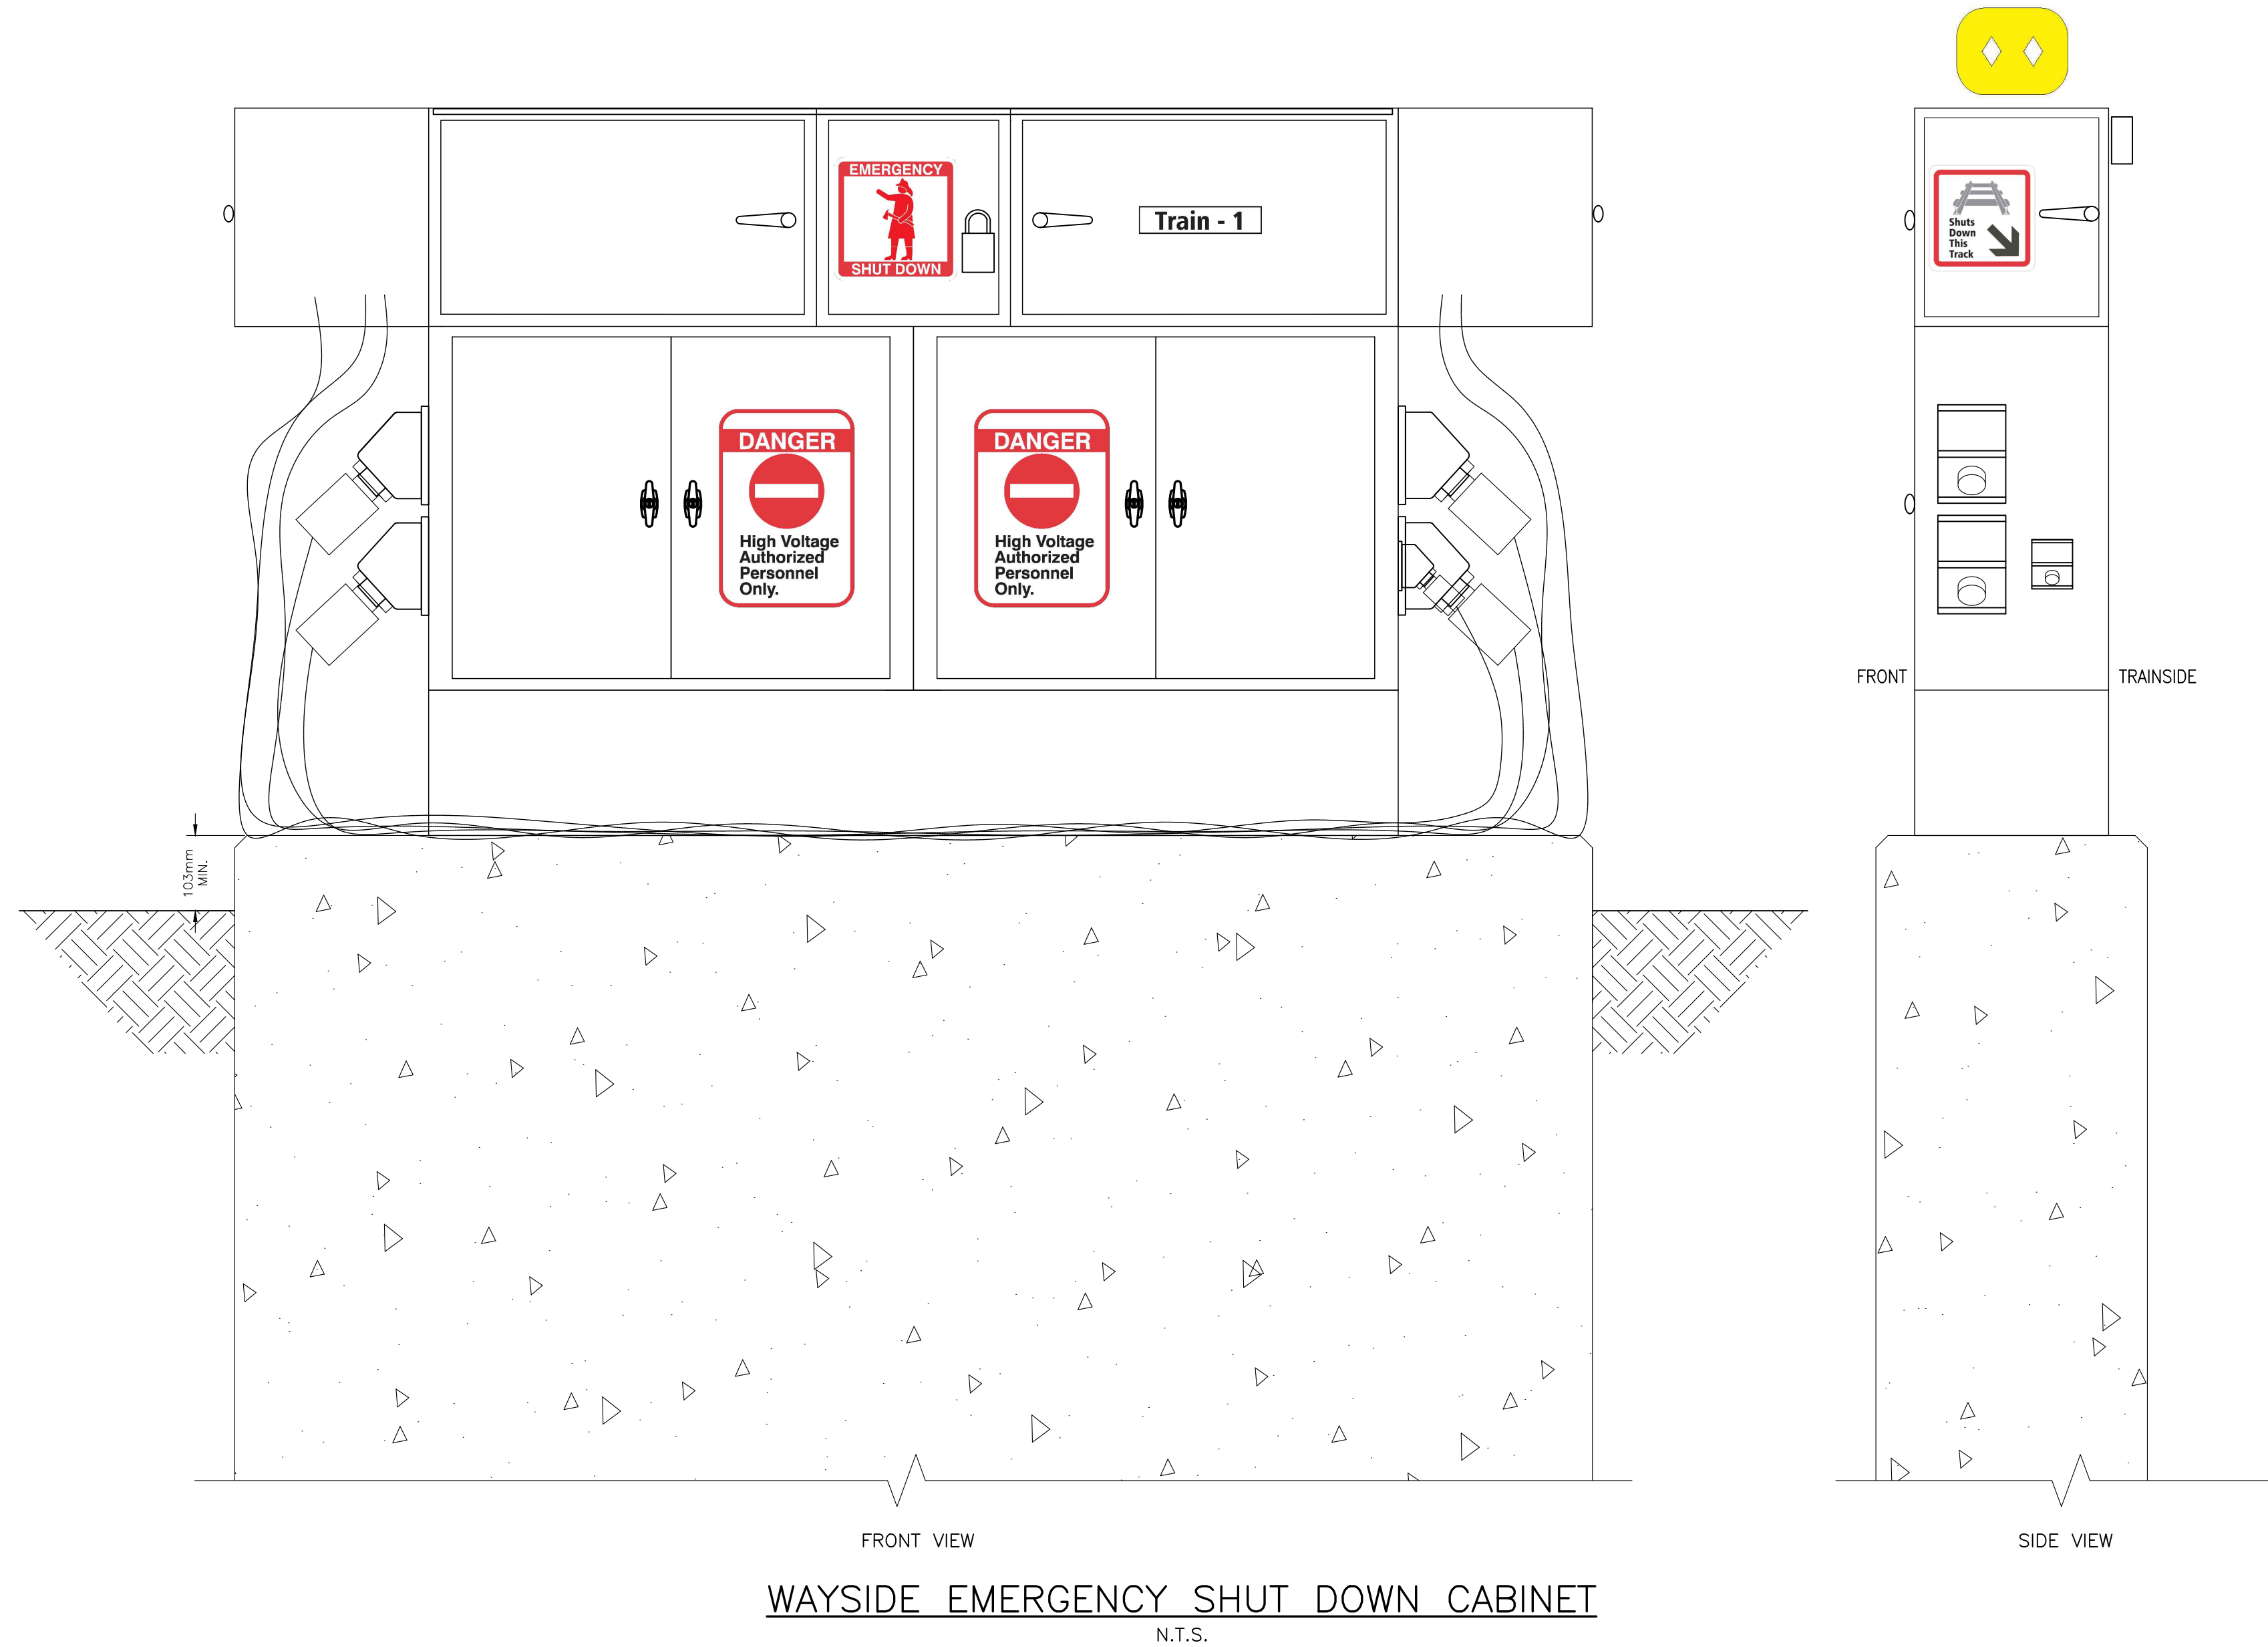 EMERGENCY
SHUT DOWN
Train - 1
Shuts
Down
This
Track
DANGER
High Voltage
Authorized
Personnel
Only.
DANGER
High Voltage
Authorized
Personnel
Only.
FRONT
TRAINSIDE
103mm
MIN.
FRONT VIEW
SIDE VIEW
WAYSIDE EMERGENCY SHUT DOWN CABINET
N.T.S.